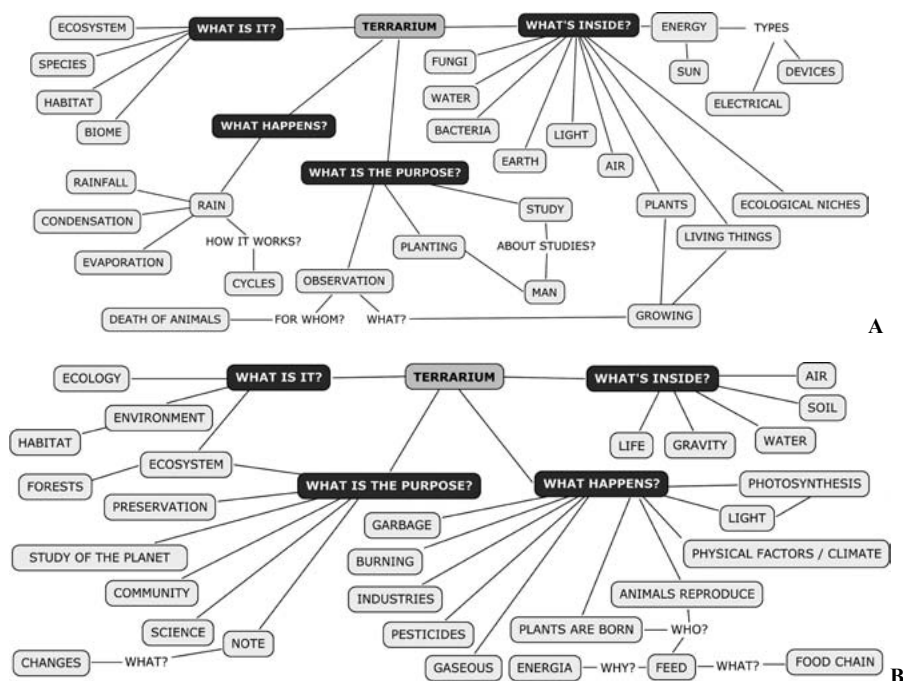 ECOSYSTEM
WHAT IS IT?
TERRARIUM
WHAT'S INSIDE?
ENERGY
TYPES
SPECIES
FUNGI
SUN
DEVICES
HABITAT
WATER
ELECTRICAL
BIOME
WHAT HAPPENS?
BACTERIA
LIGHT
EARTH
AIR
WHAT IS THE PURPOSE?
RAINFALL
RAIN
STUDY
PLANTS
ECOLOGICAL NICHES
CONDENSATION
HOW IT WORKS?
PLANTING
ABOUT STUDIES?
LIVING THINGS
EVAPORATION
CYCLES
OBSERVATION
MAN
DEATH OF ANIMALS
FOR WHOM?
WHAT?
GROWING
A
ECOLOGY
WHAT IS IT?
TERRARIUM
WHAT'S INSIDE?
AIR
ENVIRONMENT
SOIL
HABITAT
LIFE
GRAVITY
WATER
ECOSYSTEM
FORESTS
WHAT IS THE PURPOSE?
WHAT HAPPENS?
PHOTOSYNTHESIS
PRESERVATION
GARBAGE
LIGHT
STUDY OF THE PLANET
BURNING
PHYSICAL FACTORS / CLIMATE
COMMUNITY
INDUSTRIES
ANIMALS REPRODUCE
SCIENCE
NOTE
PESTICIDES
PLANTS ARE BORN
WHO?
CHANGES
WHAT?
GASEOUS
ENERGIA
WHY?
FEED
WHAT?
FOOD CHAIN
B